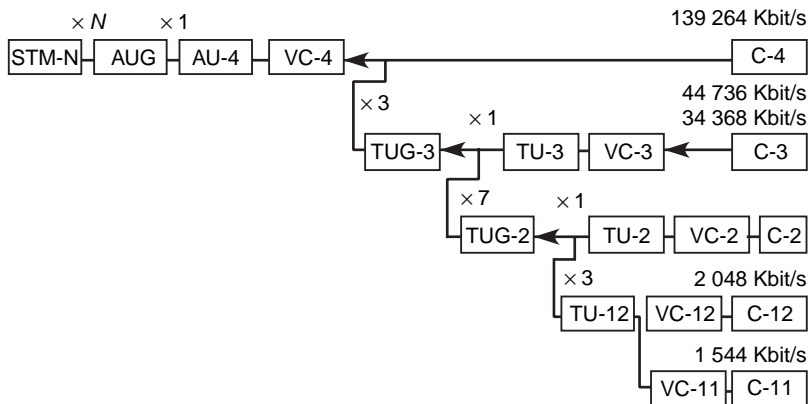 × N × 1 139 264 Kbit/s
STM-N AUG AU-4 VC-4 C-4
× 3 44 736 Kbit/s
× 1 34 368 Kbit/s
TUG-3 TU-3 VC-3 C-3
× 7 × 1
TUG-2 TU-2 VC-2 C-2
× 3 2 048 Kbit/s
TU-12 VC-12 C-12
1 544 Kbit/s
VC-11 C-11